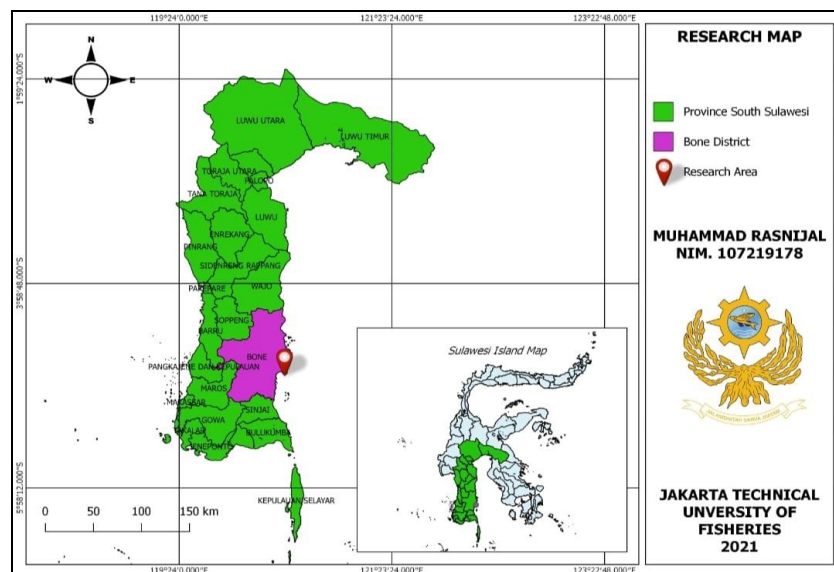 119°24'0.000"E
121°23'24.000"E
123°22'48.000"E
1°59'24.000"S
3°58'48.000"S
5°58'12.000"S
N
W
E
S
LUWU UTARA
LUWU TIMUR
TORAJA UTARA
PALOPO
TANA TORAJA
LUWU
ENREKANG
PINRANG
SIDENRENG RAPPANG
PAREPARE
WAJO
SOPPENG
BARRU
BONE
PANGKAJENE DAN KEPULAUAN
MAROS
MAKASSAR
SINJAI
GOWA
TAKALAR
BULUKUMBA
JENEPONTO
KEPULAUAN SELAYAR
0 50 100 150 km
Sulawesi Island Map
119°24'0.000"E
121°23'24.000"E
123°22'48.000"E
RESEARCH MAP
Province South Sulawesi
Bone District
Research Area
MUHAMMAD RASNIJAL
NIM. 107219178
JAKARTA TECHNICAL
UNVERSITY OF
FISHERIES
2021